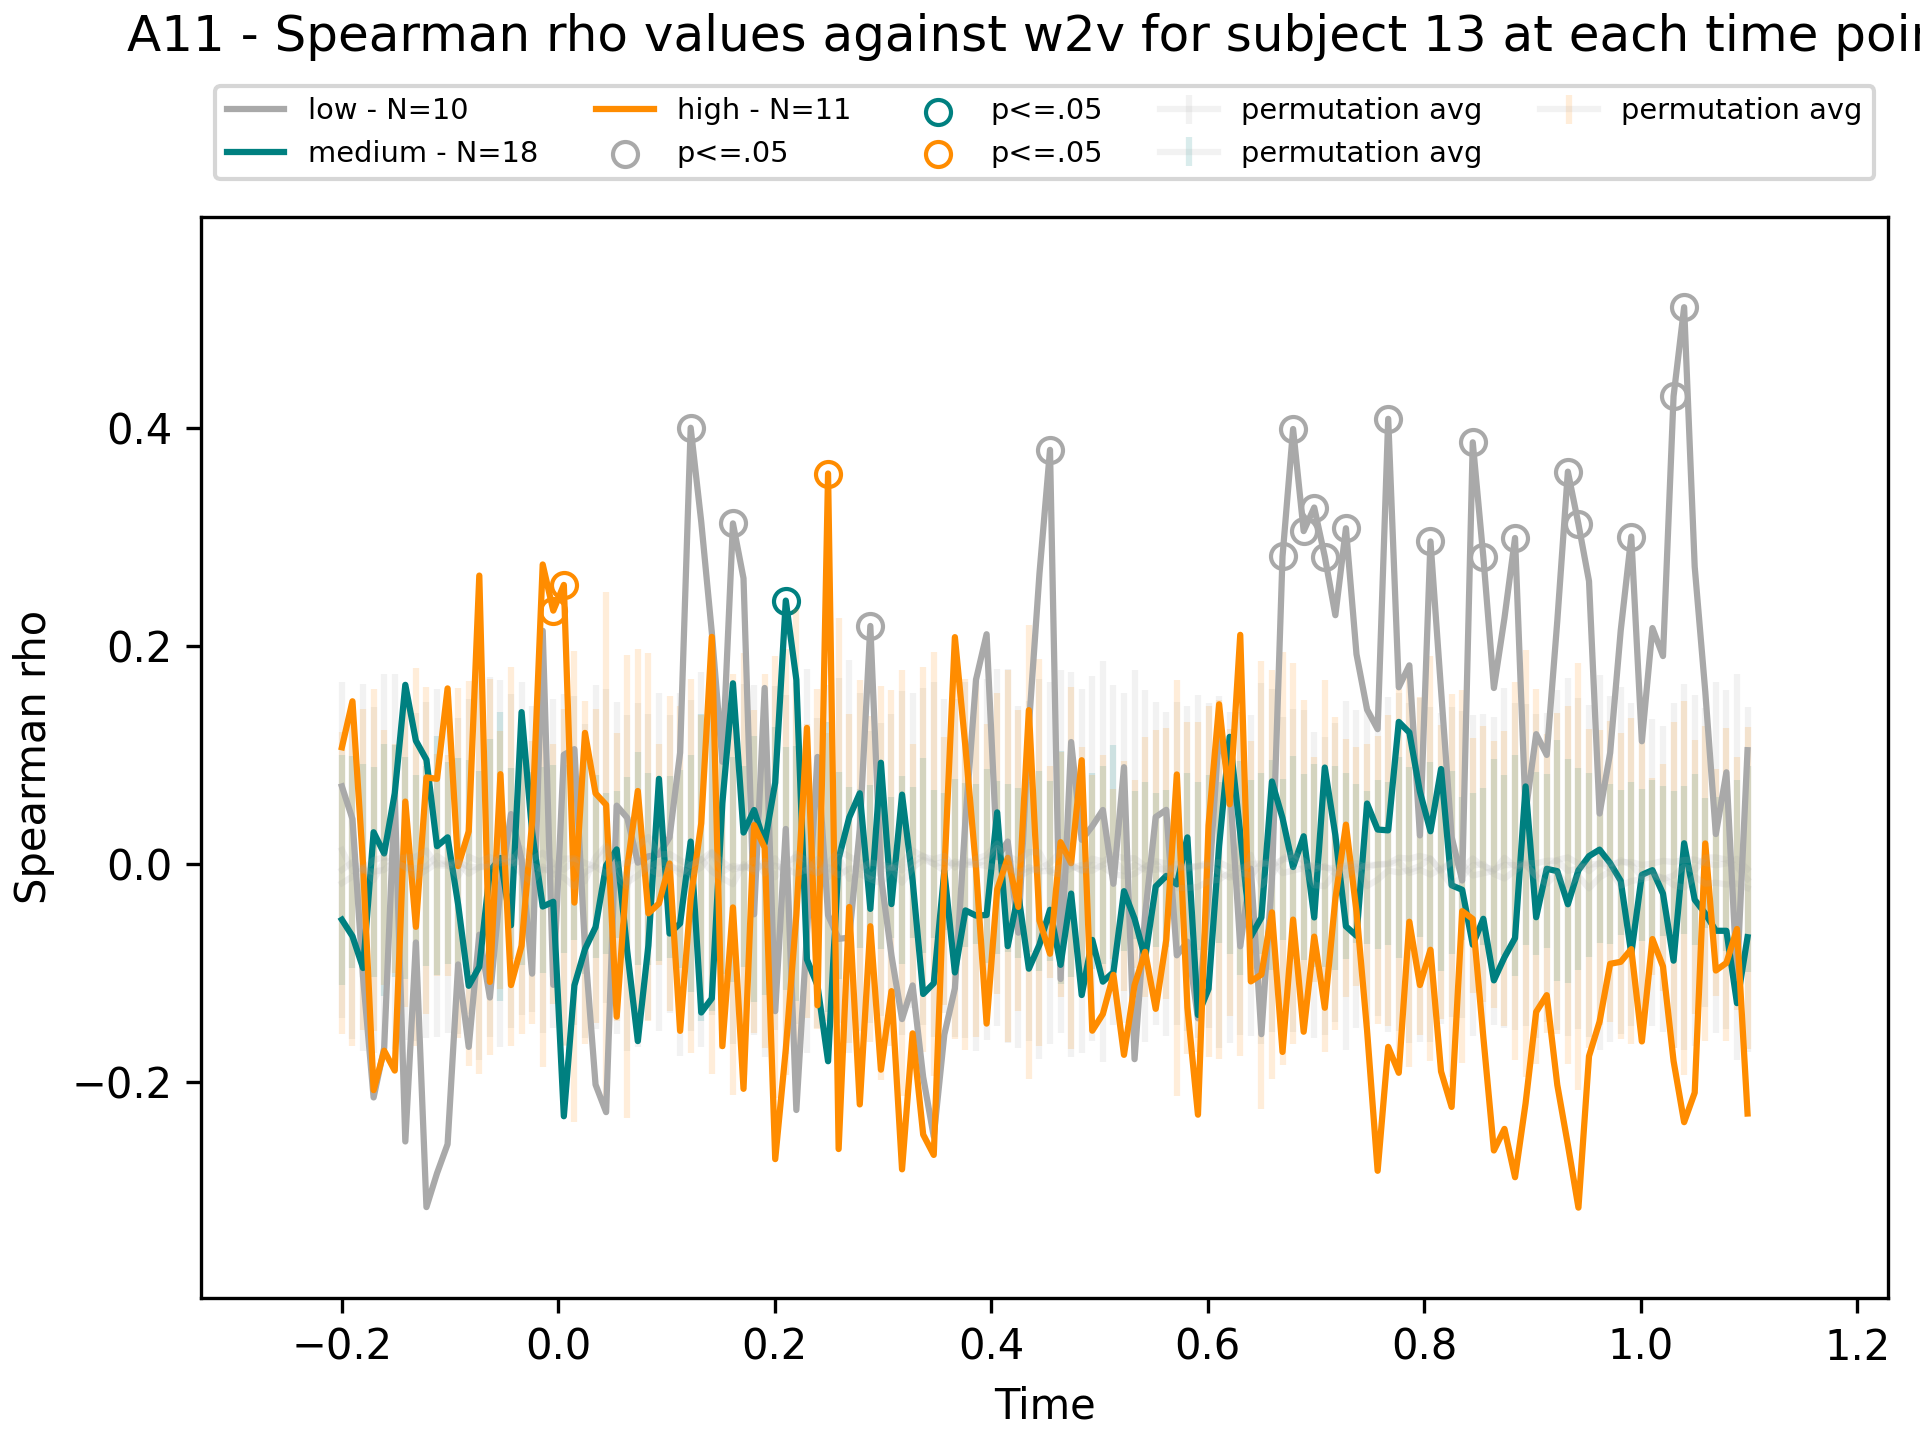 A11 - Spearman rho values against w2v for subject 13 at each time poi
low - N=10
medium - N=18
high - N=11
p<=.05
p<=.05
p<=.05
permutation avg
permutation avg
permutation avg
Spearman rho
0.4
0.2
0.0
−0.2
−0.2 0.0 0.2 0.4 0.6 0.8 1.0 1.2
Time